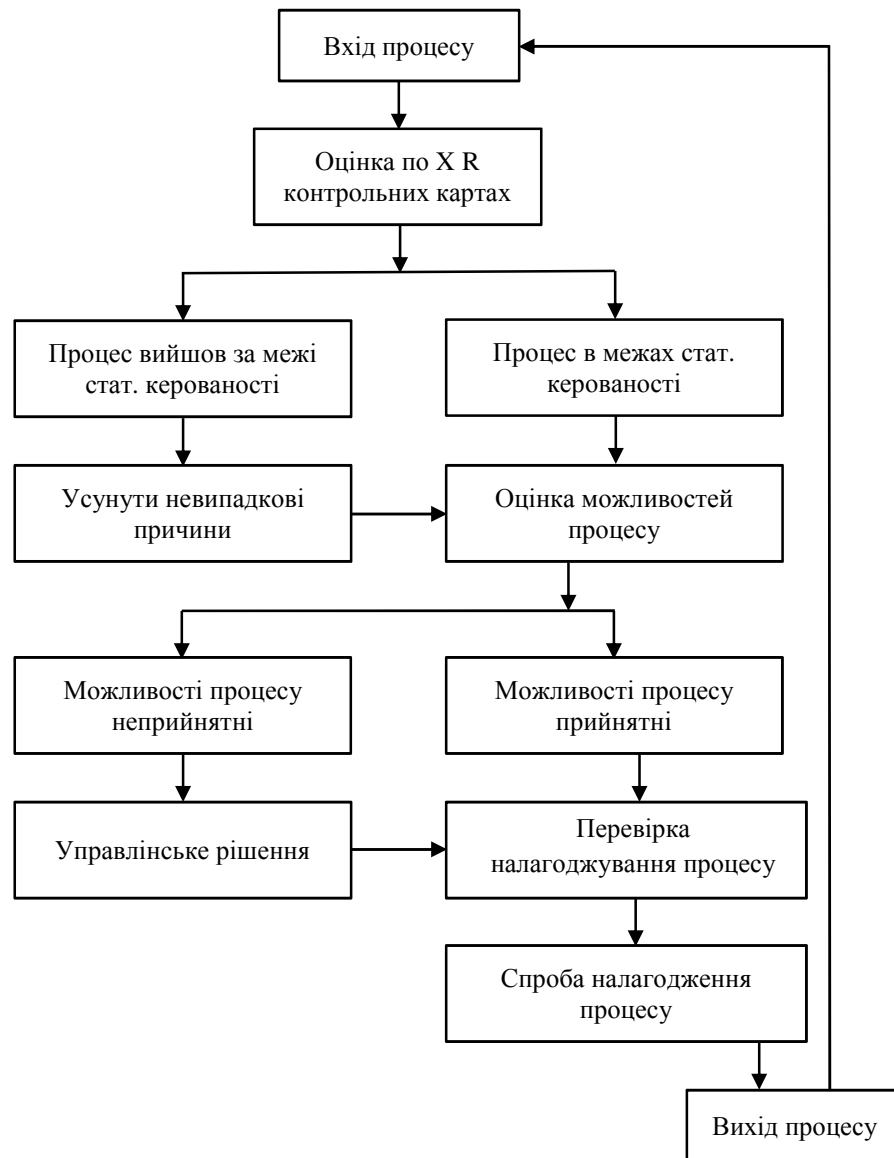 Вхід процесу
Оцінка по X R
контрольних картах
Процес вийшов за межі
стат. керованості
Процес в межах стат.
керованості
Усунути невипадкові
причини
Оцінка можливостей
процесу
Можливості процесу
неприйнятні
Можливості процесу
прийнятні
Управлінське рішення
Перевірка
налагоджування процесу
Спроба налагодження
процесу
Вихід процесу